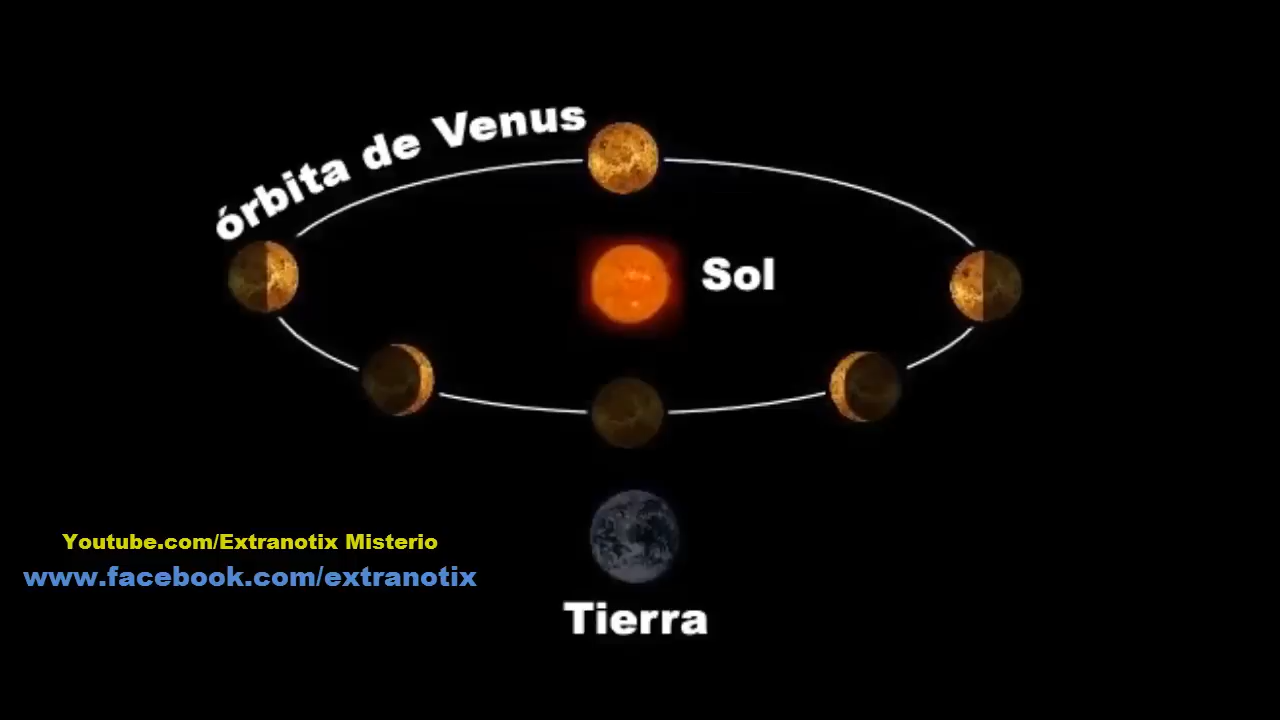 órbita de Venus
Sol
Youtube.com/Extranotix Misterio
www.facebook.com/extranotix
Tierra